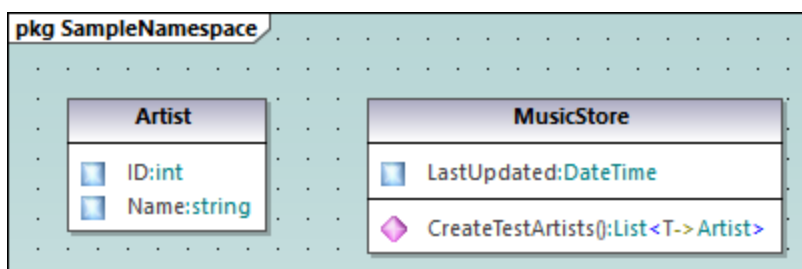 pkg SampleNamespace
Artist
ID:int
Name:string
MusicStore
LastUpdated:DateTime
CreateTestArtists():List<T->Artist>